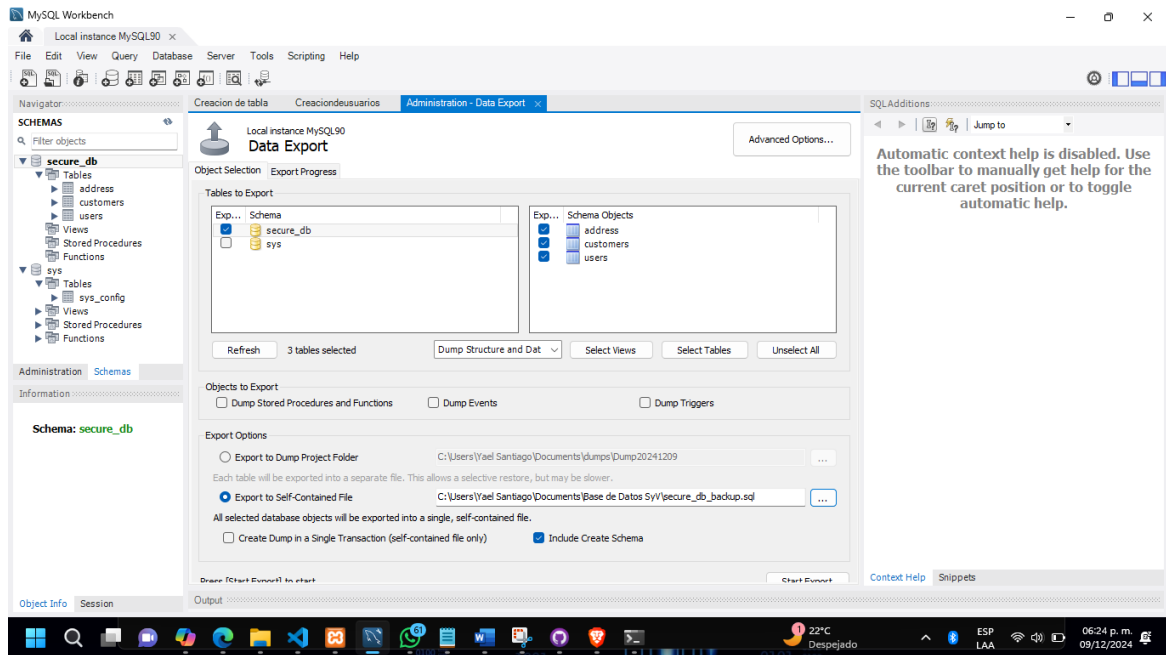 MySQL Workbench
Local instance MySQL90
File Edit View Query Database Server Tools Scripting Help
Navigator
SCHEMAS
Filter objects
secure_db
Tables
address
customers
users
Views
Stored Procedures
Functions
sys
Tables
sys_config
Views
Stored Procedures
Functions
Administration Schemas
Information
Schema: secure_db
Object Info Session
Creacion de tabla Creaciondeusuarios Administration - Data Export
Local instance MySQL90
Data Export
Advanced Options...
Object Selection Export Progress
Tables to Export
Exp... Schema
secure_db
sys
Exp... Schema Objects
address
customers
users
Refresh 3 tables selected Dump Structure and Dat Select Views Select Tables Unselect All
Objects to Export
Dump Stored Procedures and Functions Dump Events Dump Triggers
Export Options
Export to Dump Project Folder C:\Users\Yael Santiago\Documents\dumps\Dump20241209 ...
Each table will be exported into a separate file. This allows a selective restore, but may be slower.
Export to Self-Contained File C:\Users\Yael Santiago\Documents\Base de Datos SyV\secure_db_backup.sql ...
All selected database objects will be exported into a single, self-contained file.
Create Dump in a Single Transaction (self-contained file only) Include Create Schema
Press [Start Export] to start Start Export
Output
SQLAdditions
Jump to
Automatic context help is disabled. Use
the toolbar to manually get help for the
current caret position or to toggle
automatic help.
Context Help Snippets
61
1
22°C
Despejado
ESP
LAA
06:24 p. m.
09/12/2024